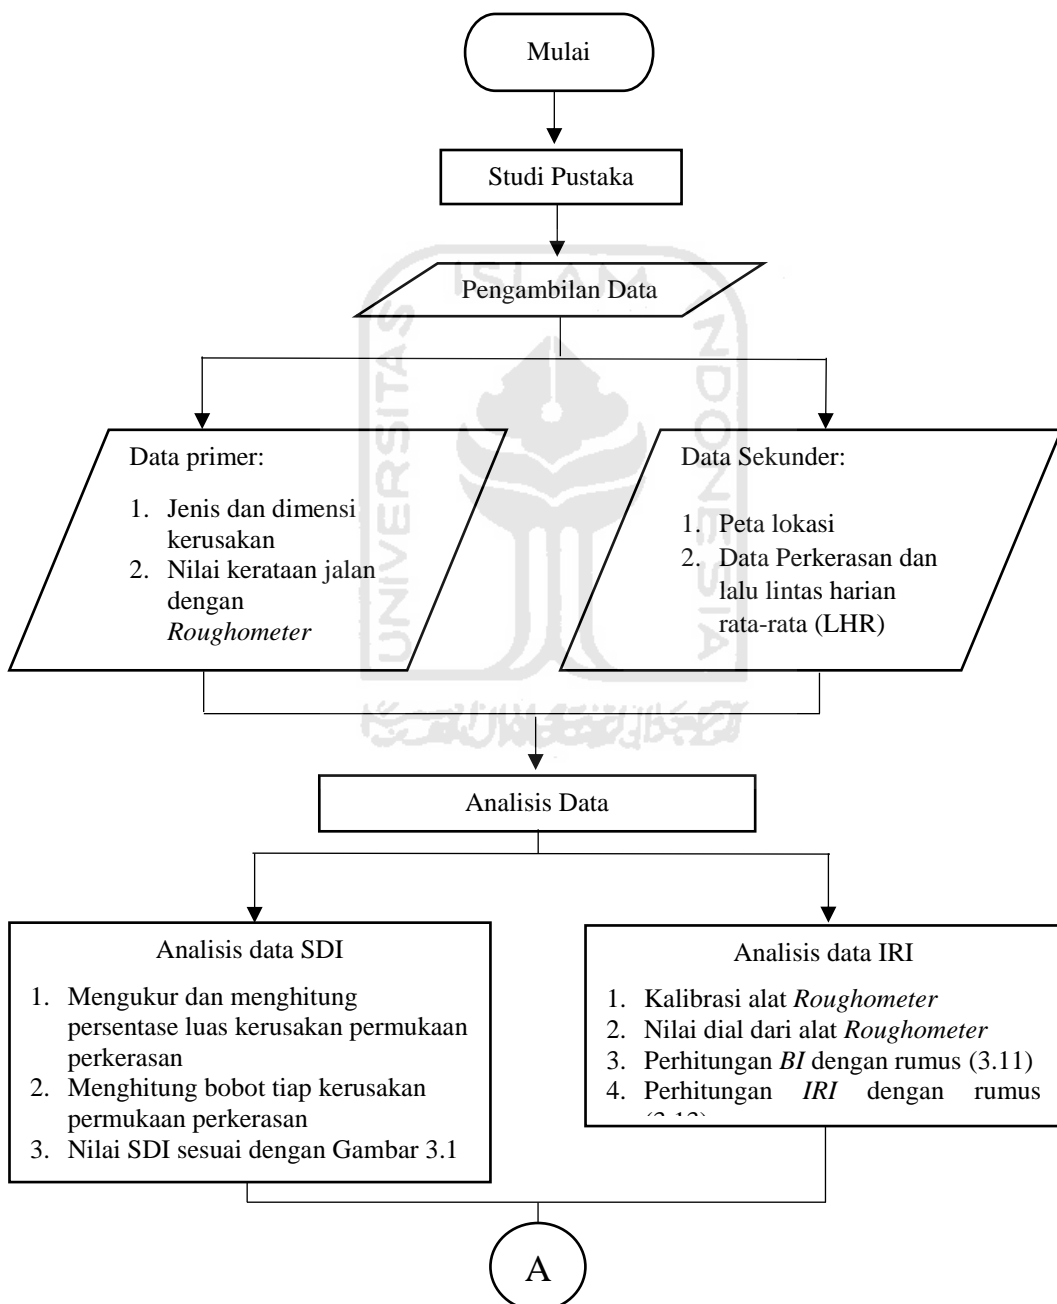 Mulai
Studi Pustaka
Pengambilan Data
UNIVERSITAS
ISLAM
INDONESIA
Data primer:
1. Jenis dan dimensi
kerusakan
2. Nilai kerataan jalan
dengan
Roughometer
Data Sekunder:
1. Peta lokasi
2. Data Perkerasan dan
lalu lintas harian
rata-rata (LHR)
Analisis Data
Analisis data SDI
1. Mengukur dan menghitung
persentase luas kerusakan permukaan
perkerasan
2. Menghitung bobot tiap kerusakan
permukaan perkerasan
3. Nilai SDI sesuai dengan Gambar 3.1
Analisis data IRI
1. Kalibrasi alat Roughometer
2. Nilai dial dari alat Roughometer
3. Perhitungan BI dengan rumus (3.11)
4. Perhitungan IRI dengan rumus
A